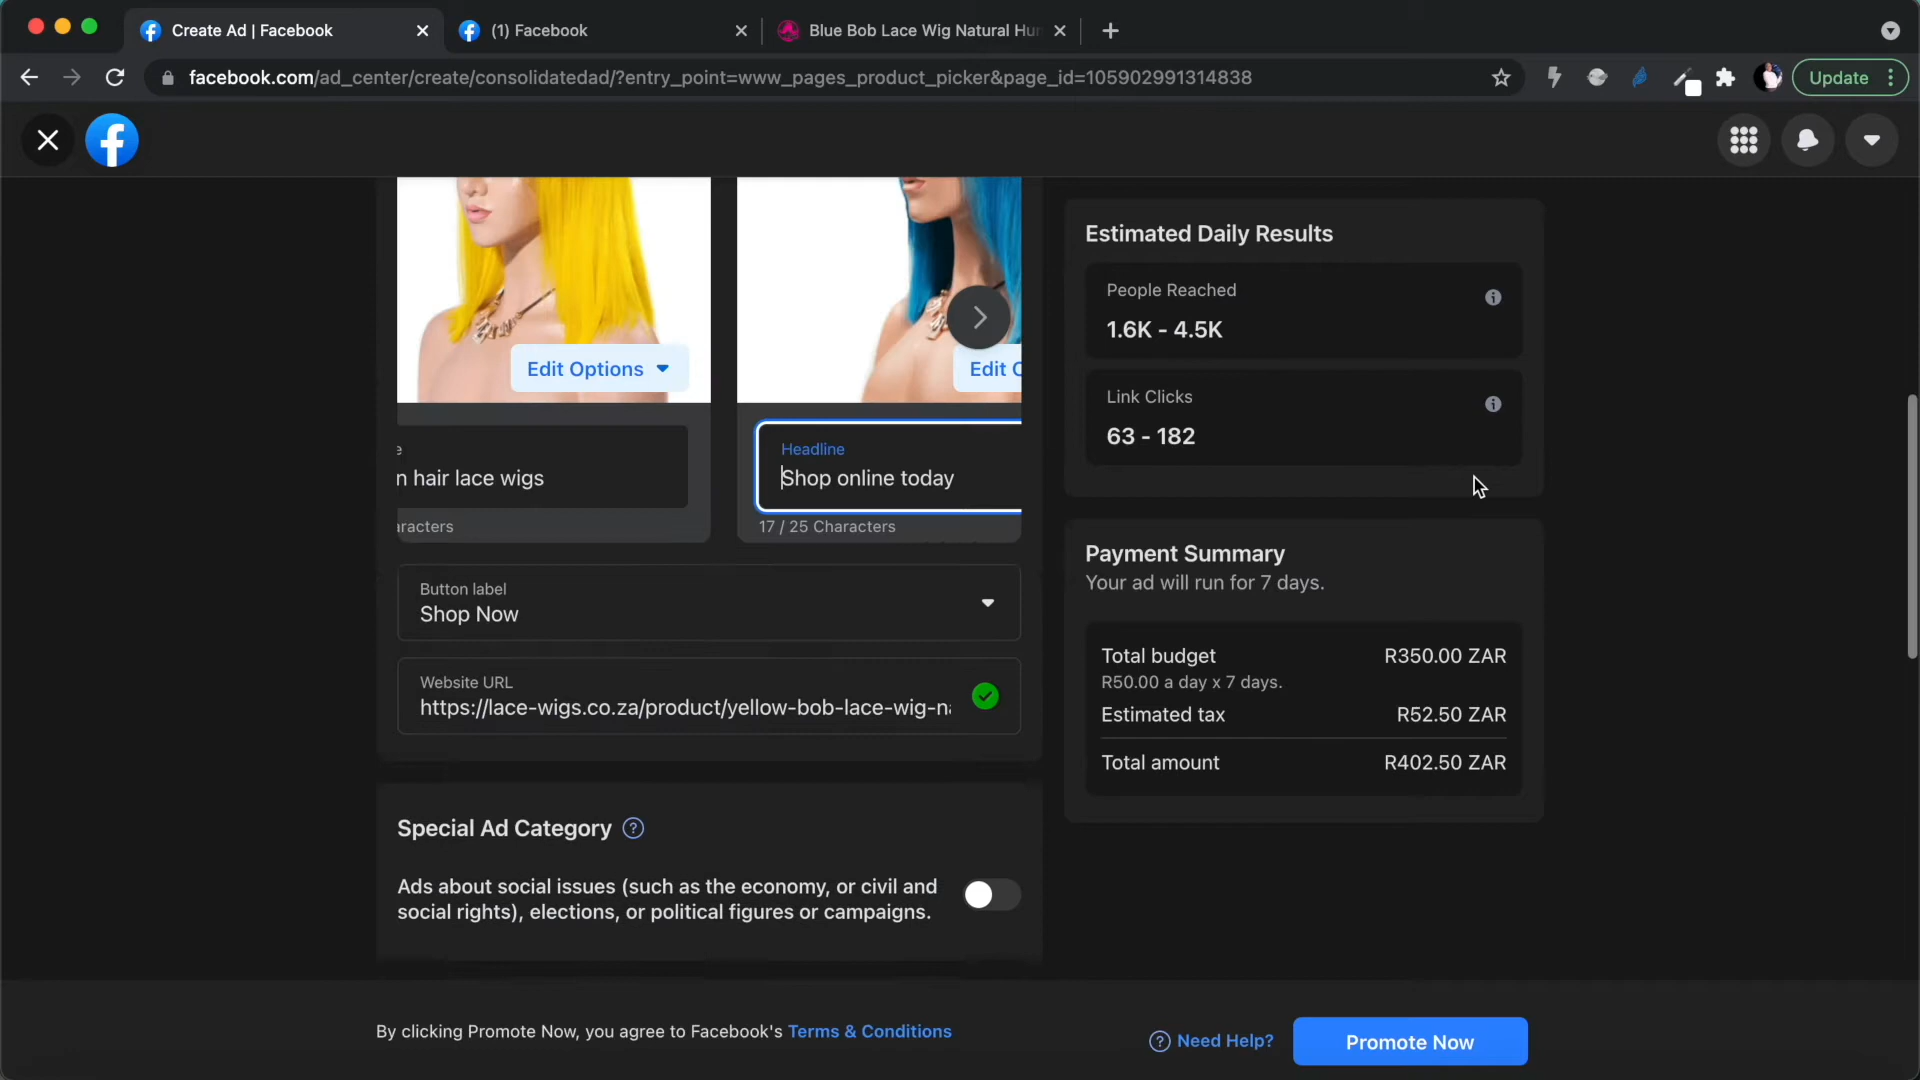 Create Ad | Facebook
(1) Facebook
Blue Bob Lace Wig Natural Hur
facebook.com/ad_center/create/consolidatedad/?entry_point=www_pages_product_picker&page_id=105902991314838
Update
Edit Options
Edit O
e
n hair lace wigs
aracters
Headline
Shop online today
17 / 25 Characters
Button label
Shop Now
Website URL
https://lace-wigs.co.za/product/yellow-bob-lace-wig-na
Special Ad Category
Ads about social issues (such as the economy, or civil and
social rights), elections, or political figures or campaigns.
Estimated Daily Results
People Reached
1.6K - 4.5K
Link Clicks
63 - 182
Payment Summary
Your ad will run for 7 days.
Total budget R350.00 ZAR
R50.00 a day x 7 days.
Estimated tax R52.50 ZAR
Total amount R402.50 ZAR
By clicking Promote Now, you agree to Facebook's Terms & Conditions
Need Help?
Promote Now